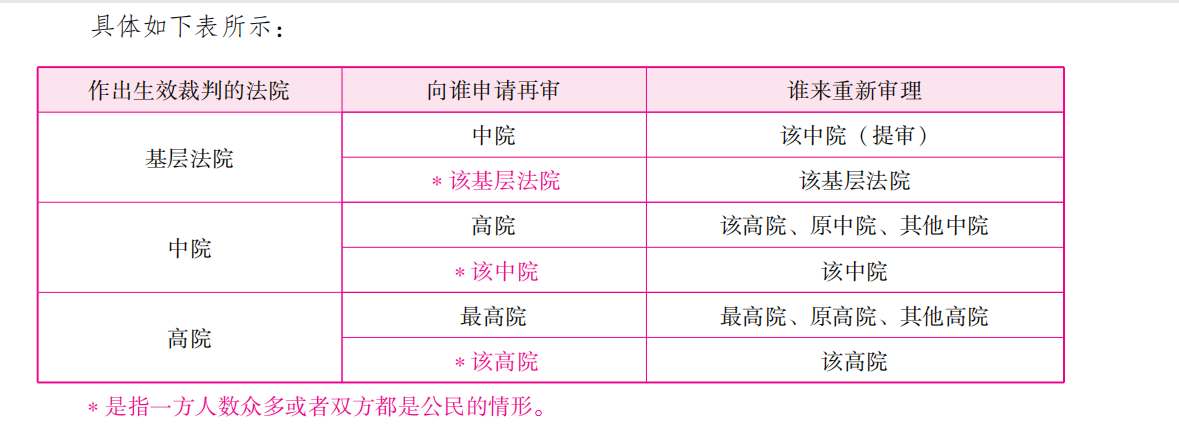 具体如下表所示：
作出生效裁判的法院 向谁申请再审 谁来重新审理
基层法院
中院 该中院（提审）
*该基层法院 该基层法院
中院
高院 该高院、原中院、其他中院
*该中院 该中院
高院
最高院 最高院、原高院、其他高院
*该高院 该高院
*是指一方人数众多或者双方都是公民的情形。